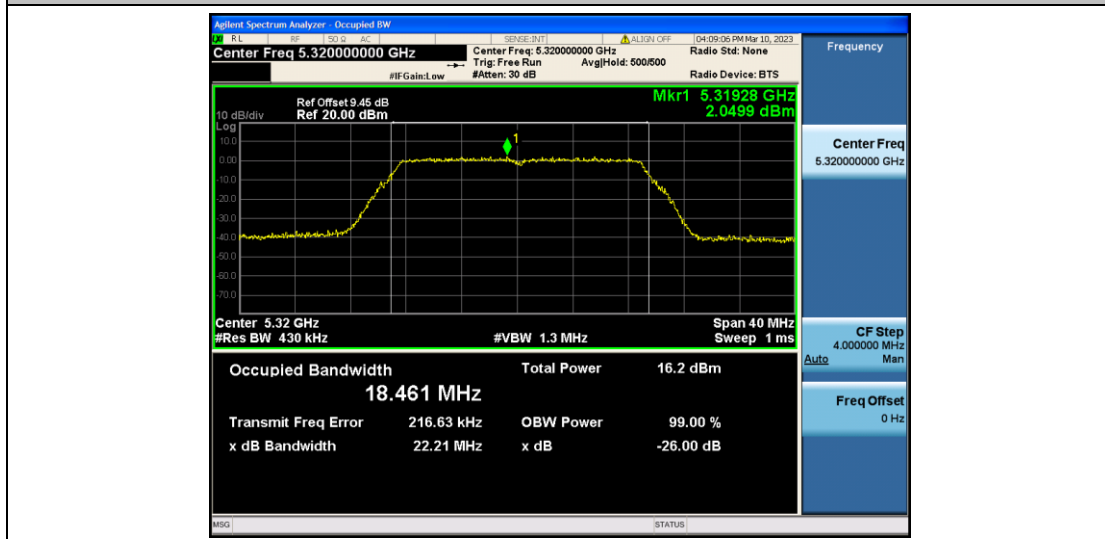 Agilent Spectrum Analyzer - Occupied BW
RL RF 50 Ω AC SENSE:INT ALIGN OFF 04:09:06 PM Mar 10, 2023
Center Freq 5.320000000 GHz Center Freq: 5.320000000 GHz Radio Std: None Frequency
Trig: Free Run Avg|Hold: 500/500
#IFGain:Low #Atten: 30 dB Radio Device: BTS
Ref Offset 9.45 dB Mkr1 5.31928 GHz
10 dB/div Ref 20.00 dBm 2.0499 dBm
Log
10.0
1
0.00
-10.0
-20.0
-30.0
-40.0
-50.0
-60.0
-70.0
Center Freq
5.320000000 GHz
Center 5.32 GHz Span 40 MHz
#Res BW 430 kHz #VBW 1.3 MHz Sweep 1 ms
CF Step
4.000000 MHz
Auto Man
Occupied Bandwidth Total Power 16.2 dBm
18.461 MHz
Transmit Freq Error 216.63 kHz OBW Power 99.00 %
x dB Bandwidth 22.21 MHz x dB -26.00 dB
Freq Offset
0 Hz
MSG STATUS